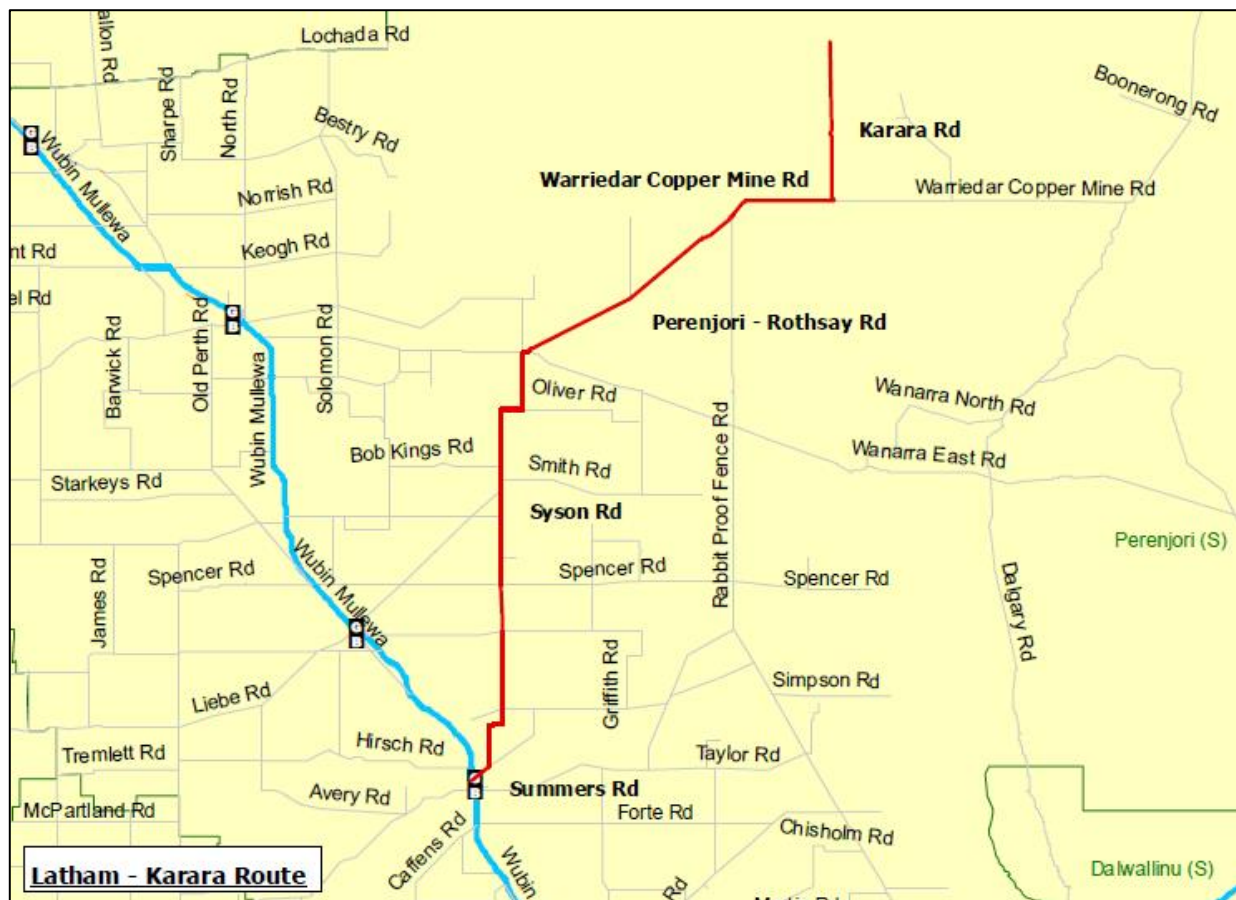 allon Rd
Lochada Rd
Sharpe Rd
North Rd
Bestry Rd
Boonerong Rd
Karara Rd
Wubin Mullewa
Norrish Rd
Warriedar Copper Mine Rd
Warriedar Copper Mine Rd
nt Rd
Keogh Rd
el Rd
Barwick Rd
Old Perth Rd
Wubin Mullewa
Solomon Rd
Perenjori - Rothsay Rd
Oliver Rd
Wanarra North Rd
Bob Kings Rd
Smith Rd
Rabbit Proof Fence Rd
Wanarra East Rd
Starkeys Rd
Syson Rd
Perenjori (S)
Wubin Mullewa
James Rd
Spencer Rd
Spencer Rd
Spencer Rd
Dalgary Rd
Liebe Rd
Griffith Rd
Simpson Rd
Tremlett Rd
Hirsch Rd
Taylor Rd
Avery Rd
Summers Rd
McPartland Rd
Caffens Rd
Forte Rd
Chisholm Rd
Latham - Karara Route
Wubin
Rd
Dalwallinu (S)